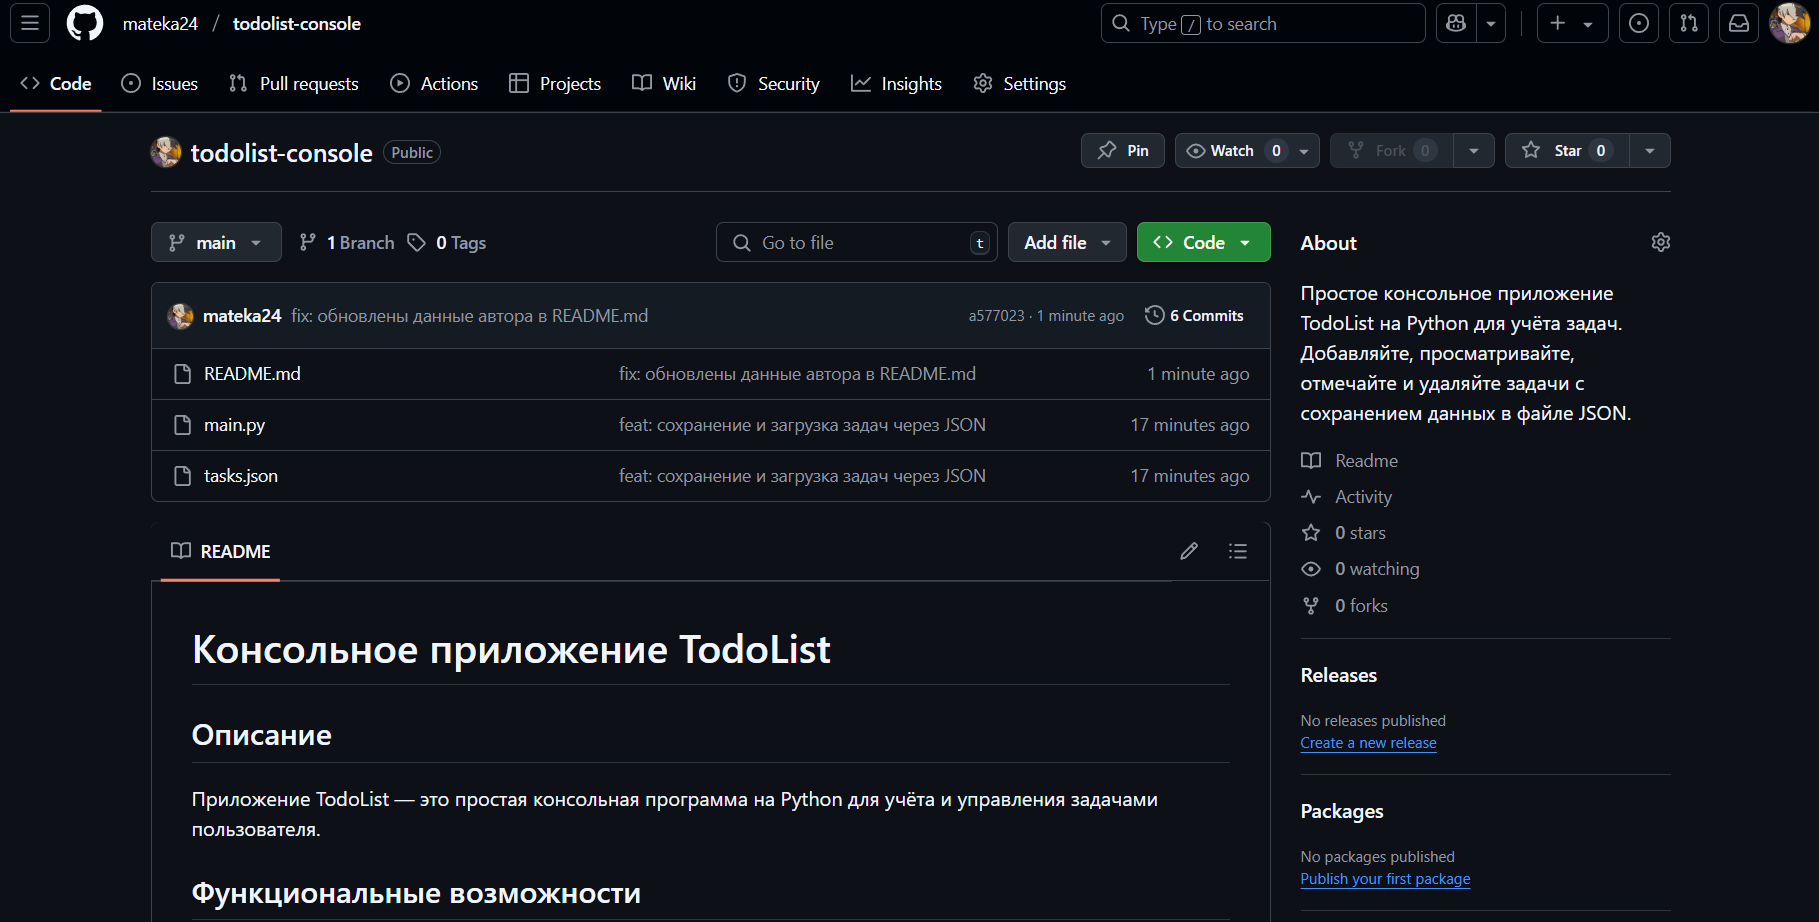 mateka24 / todolist-console
Type / to search
Code
Issues
Pull requests
Actions
Projects
Wiki
Security
Insights
Settings
todolist-console Public
Pin
Watch 0
Fork 0
Star 0
main
1 Branch
0 Tags
Go to file t
Add file
Code
mateka24 fix: обновлены данные автора в README.md a577023 · 1 minute ago 6 Commits
README.md fix: обновлены данные автора в README.md 1 minute ago
main.py feat: сохранение и загрузка задач через JSON 17 minutes ago
tasks.json feat: сохранение и загрузка задач через JSON 17 minutes ago
README
Консольное приложение TodoList
Описание
Приложение TodoList — это простая консольная программа на Python для учёта и управления задачами
пользователя.
Функциональные возможности
About
Простое консольное приложение
TodoList на Python для учёта задач.
Добавляйте, просматривайте,
отмечайте и удаляйте задачи с
сохранением данных в файле JSON.
Readme
Activity
0 stars
0 watching
0 forks
Releases
No releases published
Create a new release
Packages
No packages published
Publish your first package